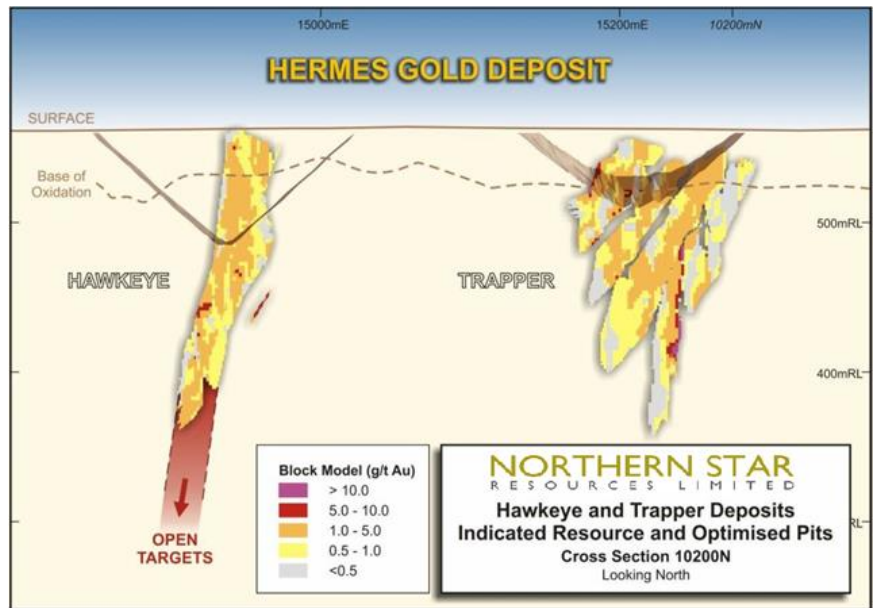 15000mE
15200mE
10200mN
HERMES GOLD DEPOSIT
SURFACE
Base of
Oxidation
500mRL
HAWKEYE
TRAPPER
400mRL
Block Model (g/t Au)
> 10.0
5.0 - 10.0
1.0 - 5.0
0.5 - 1.0
<0.5
OPEN
TARGETS
NORTHERN STAR
RESOURCES LIMITED
Hawkeye and Trapper Deposits
Indicated Resource and Optimised Pits
Cross Section 10200N
Looking North
RL